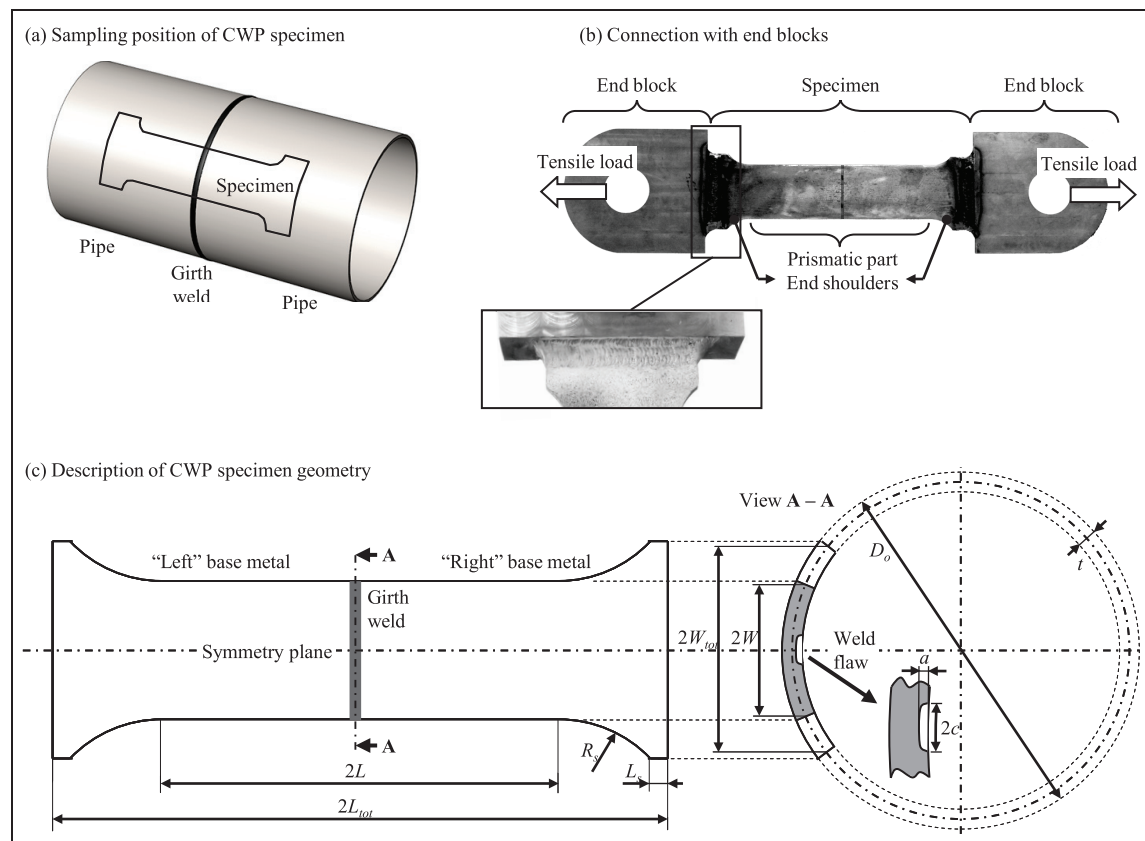 (a) Sampling position of CWP specimen
Specimen
Pipe
Girth
weld
Pipe
(b) Connection with end blocks
End block
Specimen
End block
Tensile load
Tensile load
Prismatic part
End shoulders
(c) Description of CWP specimen geometry
View A – A
"Left" base metal
A
"Right" base metal
Girth
weld
Symmetry plane
A
2L
2Ltot
Rs
Ls
2Wtot
2W
Do
t
Weld
flaw
a
2c